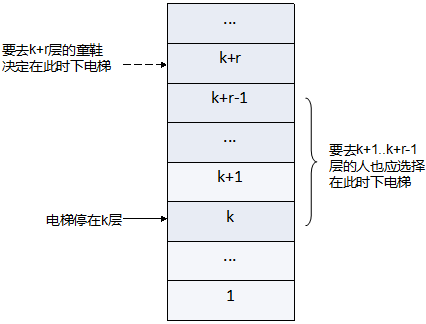 ...
k+r
要去k+r层的童鞋
决定在此时下电梯
k+r-1
...
要去k+1..k+r-1
层的人也应选择
在此时下电梯
k+1
电梯停在k层
k
...
1